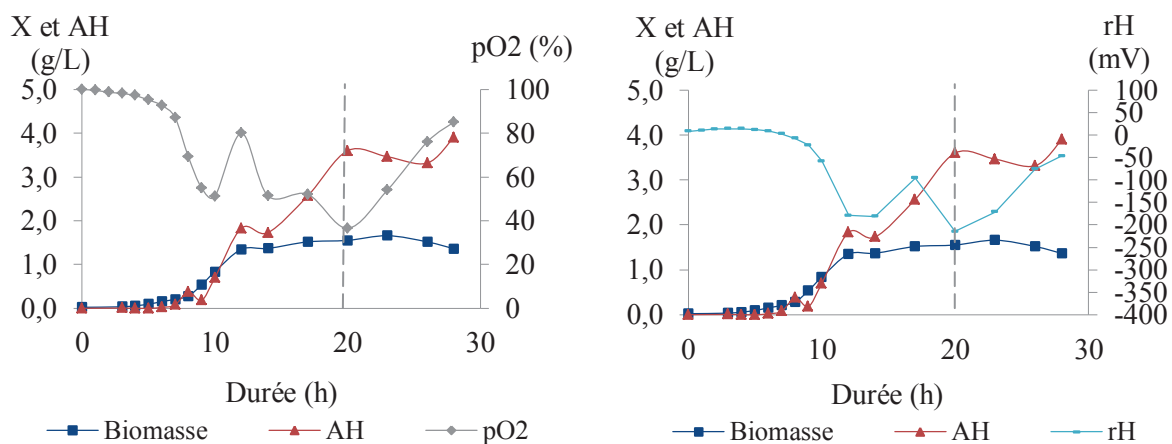 X et AH
(g/L)
pO2 (%)
5,0
4,0
3,0
2,0
1,0
0,0
100
80
60
40
20
0
0
10
20
30
Durée (h)
Biomasse
AH
pO2
X et AH
(g/L)
rH
(mV)
5,0
4,0
3,0
2,0
1,0
0,0
100
50
0
-50
-100
-150
-200
-250
-300
-350
-400
0
10
20
30
Durée (h)
Biomasse
AH
rH